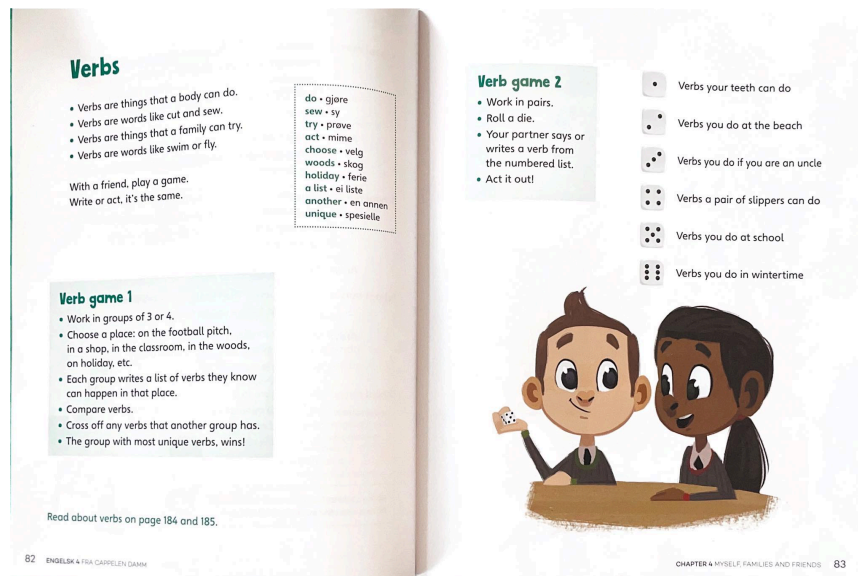 Verbs
• Verbs are things that a body can do.
• Verbs are words like cut and sew.
• Verbs are things that a family can try.
• Verbs are words like swim or fly.
With a friend, play a game.
Write or act, it's the same.
do • gjøre
sew • sy
try • prøve
act • mime
choose • velg
woods • skog
holiday • ferie
a list • ei liste
another • en annen
unique • spesielle
Verb game 1
• Work in groups of 3 or 4.
• Choose a place: on the football pitch,
in a shop, in the classroom, in the woods,
on holiday, etc.
• Each group writes a list of verbs they know
can happen in that place.
• Compare verbs.
• Cross off any verbs that another group has.
• The group with most unique verbs, wins!
Read about verbs on page 184 and 185.
82 ENGELSK 4 FRA CAPPELEN DAMM
Verb game 2
• Work in pairs.
• Roll a die.
• Your partner says or
writes a verb from
the numbered list.
• Act it out!
Verbs your teeth can do
Verbs you do at the beach
Verbs you do if you are an uncle
Verbs a pair of slippers can do
Verbs you do at school
Verbs you do in wintertime
CHAPTER 4 MYSELF, FAMILIES AND FRIENDS 83